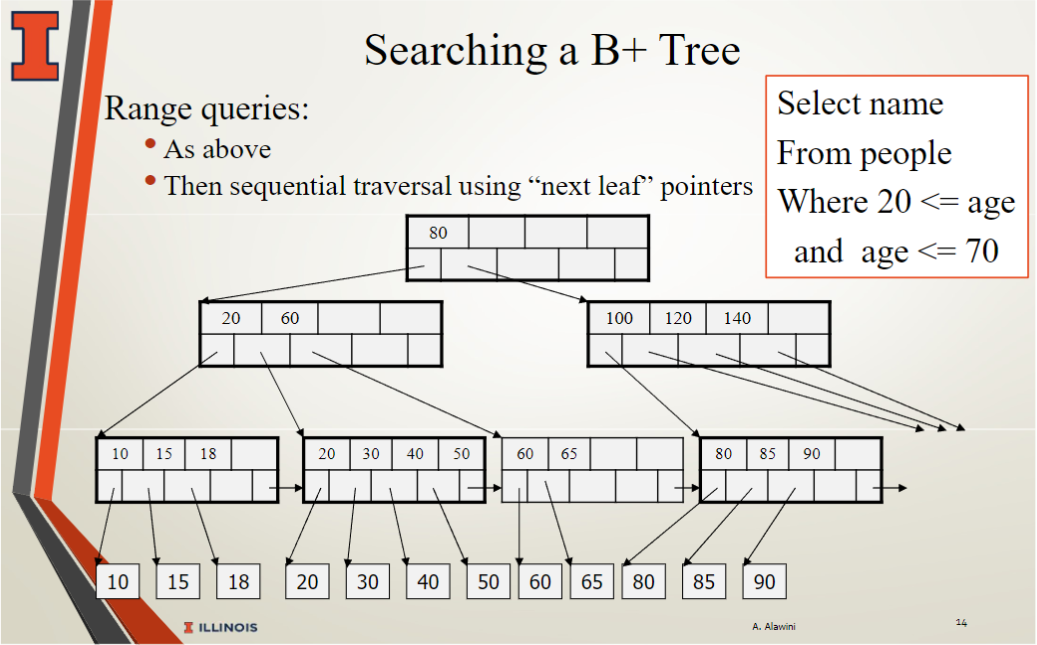 Searching a B+ Tree
Range queries:
• As above
• Then sequential traversal using “next leaf” pointers
Select name
From people
Where 20 <= age
and age <= 70
80
20 60
100 120 140
10 15 18
20 30 40 50
60 65
80 85 90
10 15 18 20 30 40 50 60 65 80 85 90
I ILLINOIS
A. Alawini
14